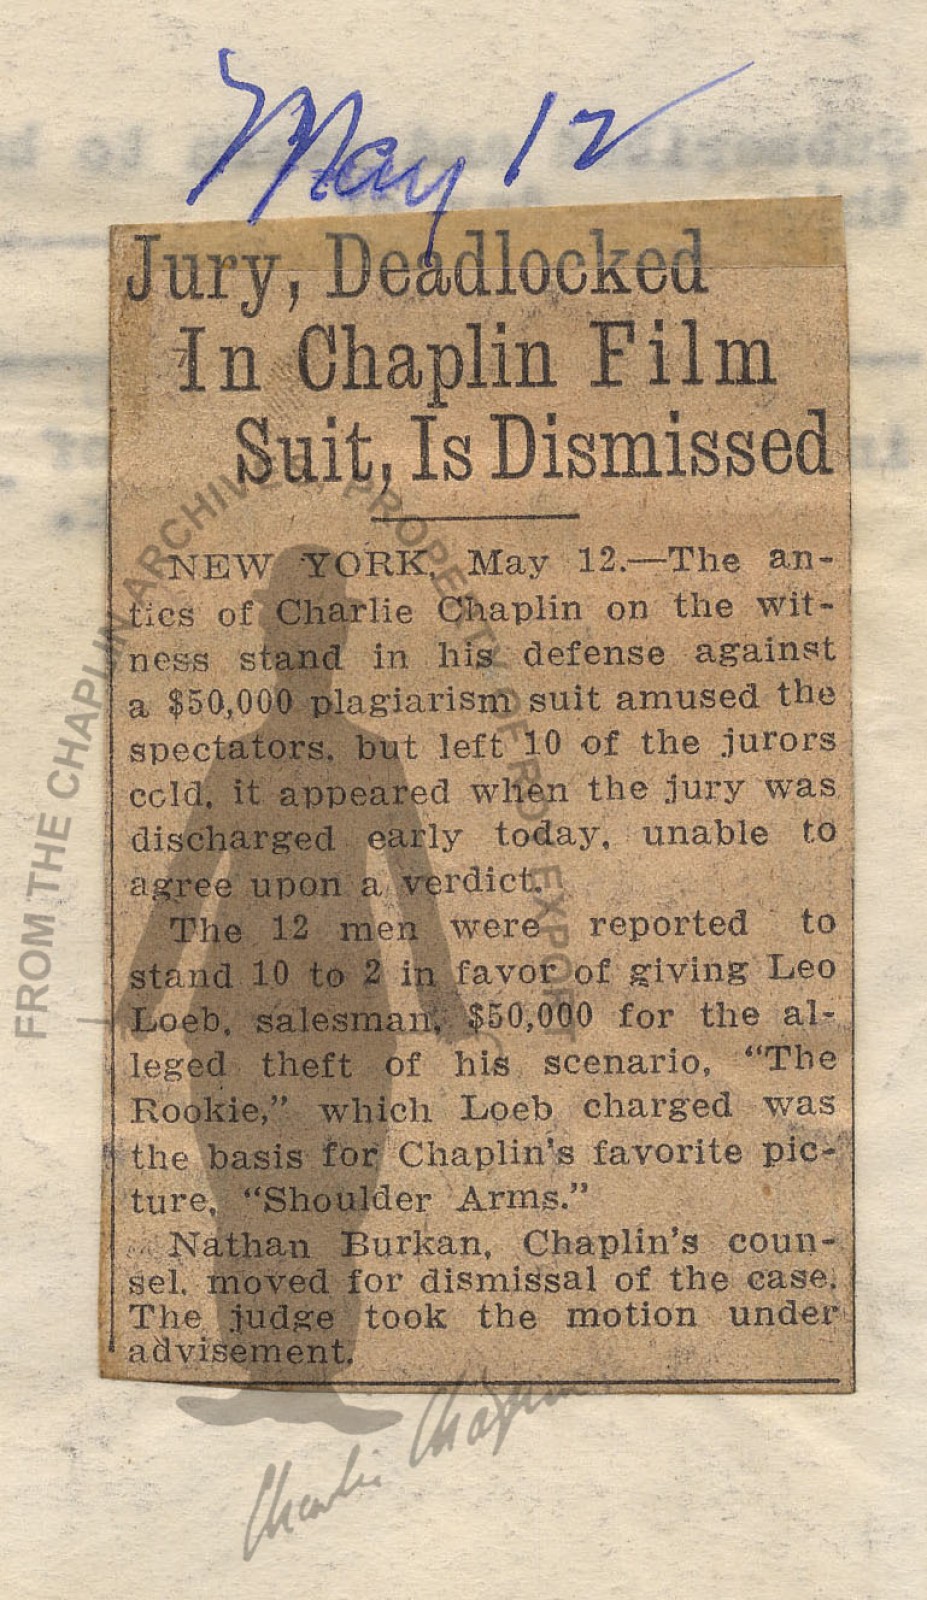 May 12
Jury, Deadlocked
In Chaplin Film
Suit, Is Dismissed
NEW YORK, May 12.—The an-
tics of Charlie Chaplin on the wit-
ness stand in his defense against
a $50,000 plagiarism suit amused the
spectators, but left 10 of the jurors
cold, it appeared when the jury was
discharged early today, unable to
agree upon a verdict.
The 12 men were reported to
stand 10 to 2 in favor of giving Leo
Loeb, salesman, $50,000 for the al-
leged theft of his scenario, “The
Rookie,” which Loeb charged was
the basis for Chaplin's favorite pic-
ture, “Shoulder Arms.”
Nathan Burkan, Chaplin's coun-
sel, moved for dismissal of the case.
The judge took the motion under
advisement.
FROM THE CHAPLIN ARCHIVES PROPERTY OF ROY EXPORT
Charlie Chaplin